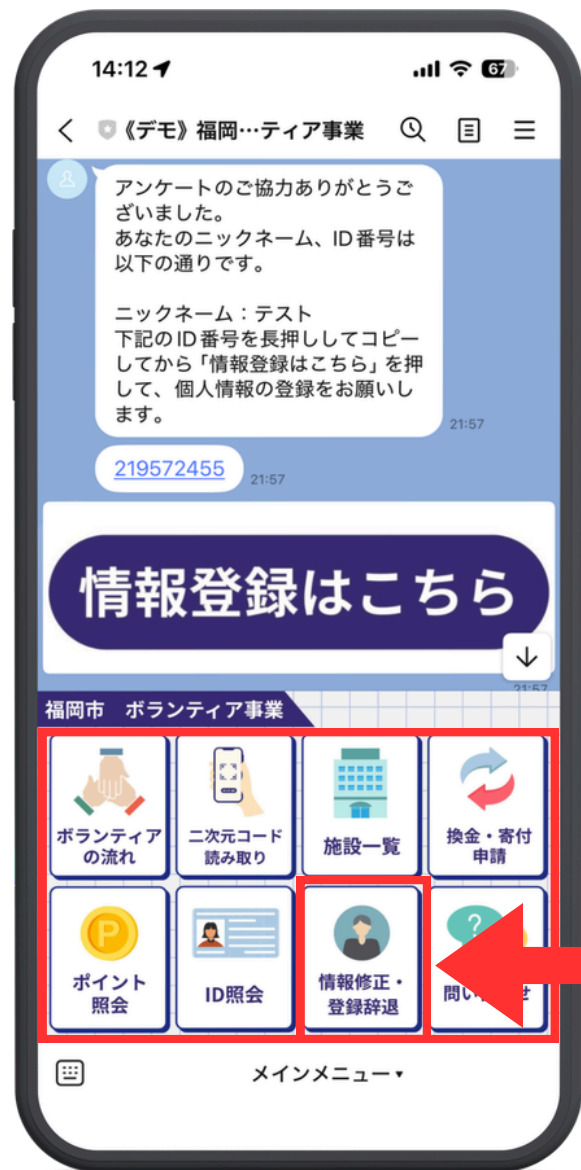 14:12
67
《デモ》福岡…ティア事業
アンケートのご協力ありがとうご
ざいました。
あなたのニックネーム、ID番号は
以下の通りです。
ニックネーム：テスト
下記のID番号を長押ししてコピー
してから「情報登録はこちら」を押
して、個人情報の登録をお願いし
ます。
21:57
219572455
21:57
情報登録はこちら
21:57
福岡市 ボランティア事業
ボランティア
の流れ
二次元コード
読み取り
施設一覧
換金・寄付
申請
P
ポイント
照会
ID照会
情報修正・
登録辞退
?
問い
せ
メインメニュー▾